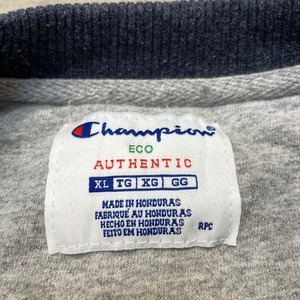 Champion
ECO
AUTHENTIC
XL TG XG GG
MADE IN HONDURAS
FABRIQUÉ AU HONDURAS
HECHO EN HONDURAS
FEITO EM HONDURAS
RPC